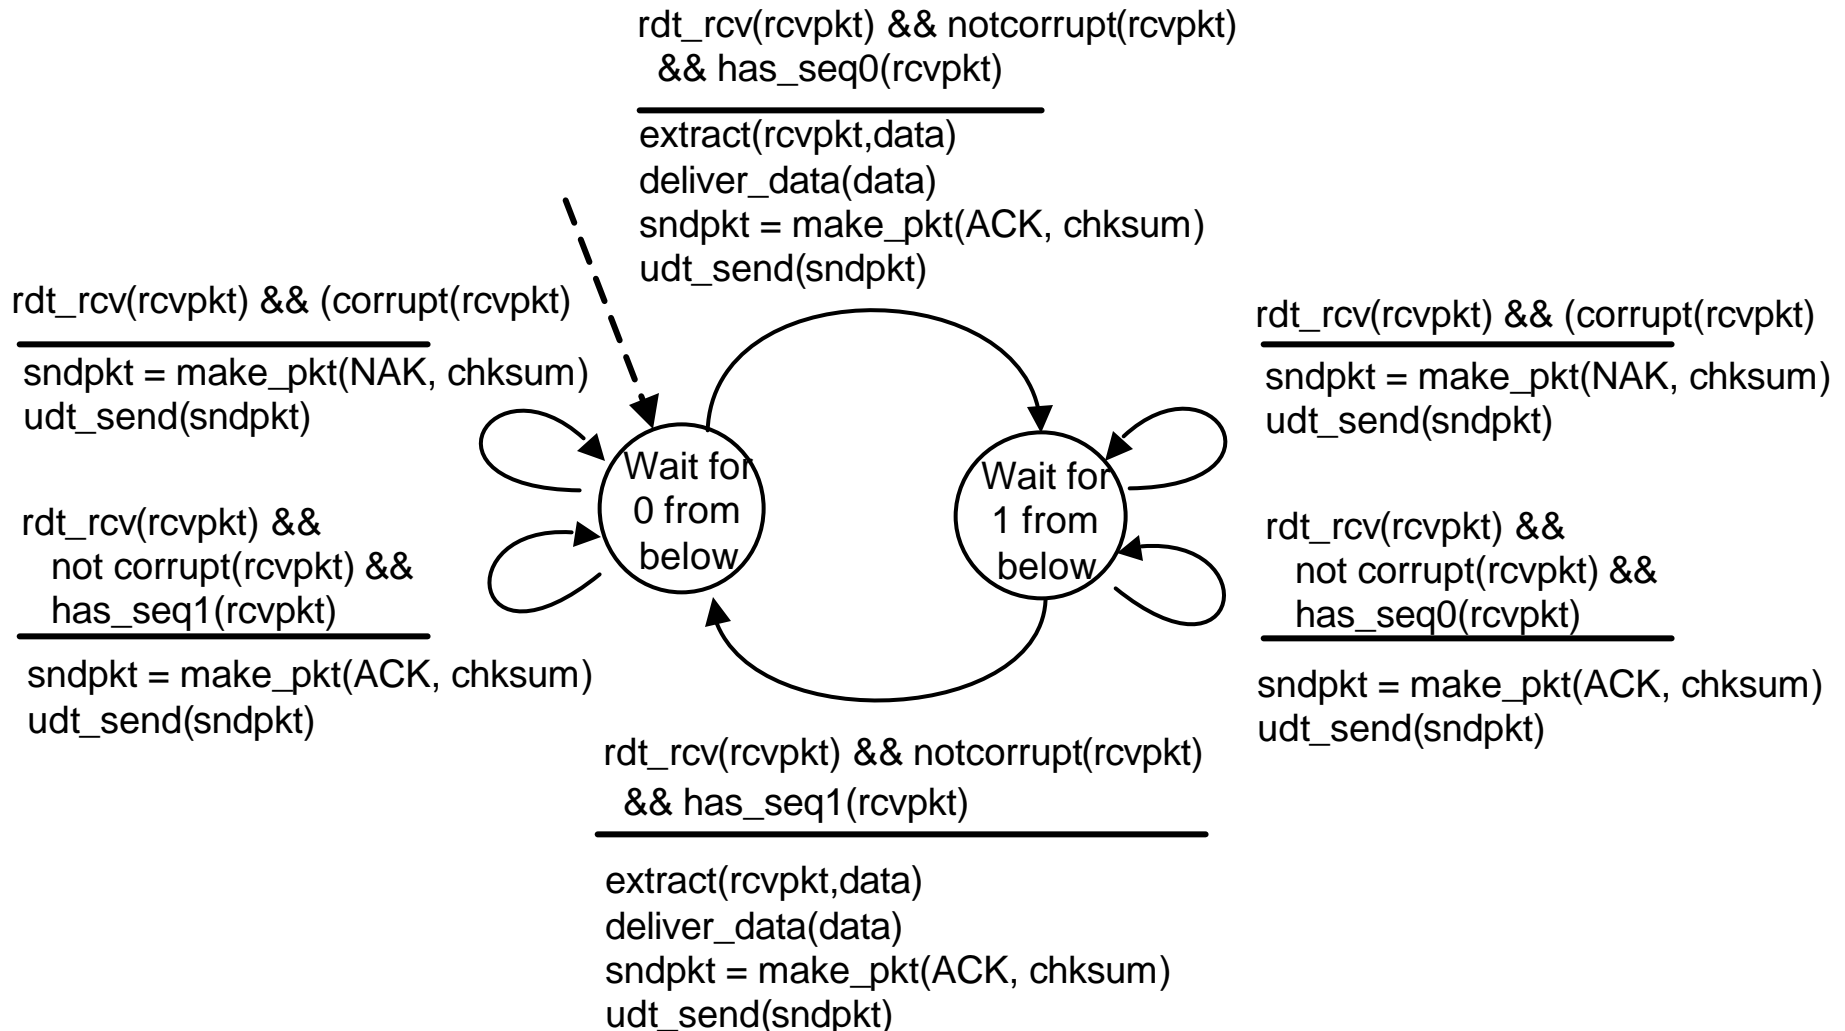 rdt_rcv(rcvpkt) && notcorrupt(rcvpkt)
&& has_seq0(rcvpkt)
extract(rcvpkt,data)
deliver_data(data)
sndpkt = make_pkt(ACK, chksum)
udt_send(sndpkt)
rdt_rcv(rcvpkt) && (corrupt(rcvpkt)
sndpkt = make_pkt(NAK, chksum)
udt_send(sndpkt)
rdt_rcv(rcvpkt) &&
not corrupt(rcvpkt) &&
has_seq1(rcvpkt)
sndpkt = make_pkt(ACK, chksum)
udt_send(sndpkt)
Wait for
0 from
below
Wait for
1 from
below
rdt_rcv(rcvpkt) && (corrupt(rcvpkt)
sndpkt = make_pkt(NAK, chksum)
udt_send(sndpkt)
rdt_rcv(rcvpkt) &&
not corrupt(rcvpkt) &&
has_seq0(rcvpkt)
sndpkt = make_pkt(ACK, chksum)
udt_send(sndpkt)
rdt_rcv(rcvpkt) && notcorrupt(rcvpkt)
&& has_seq1(rcvpkt)
extract(rcvpkt,data)
deliver_data(data)
sndpkt = make_pkt(ACK, chksum)
udt_send(sndpkt)